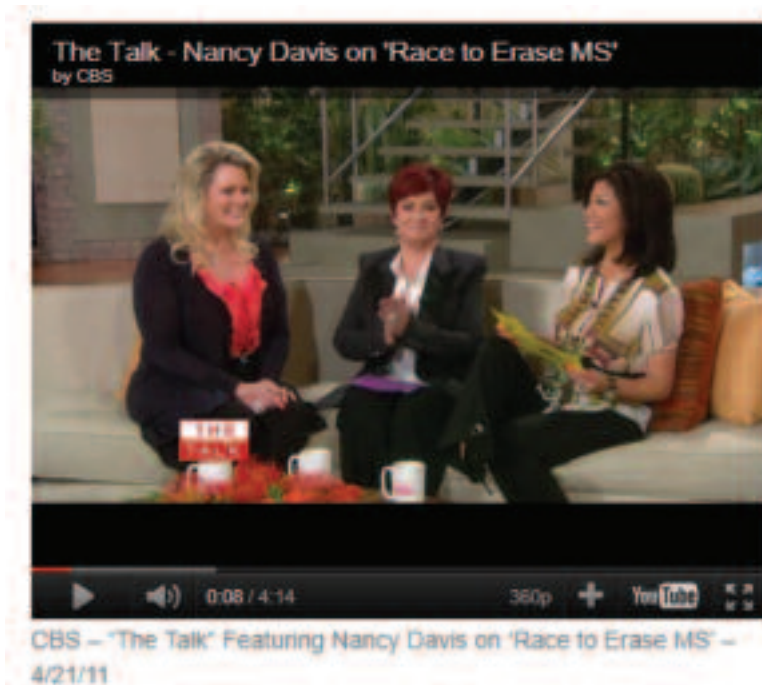 The Talk - Nancy Davis on 'Race to Erase MS'
by CBS
THE
TALK
0:08 / 4:14
360p
YouTube
CBS – "The Talk" Featuring Nancy Davis on 'Race to Erase MS' –
4/21/11